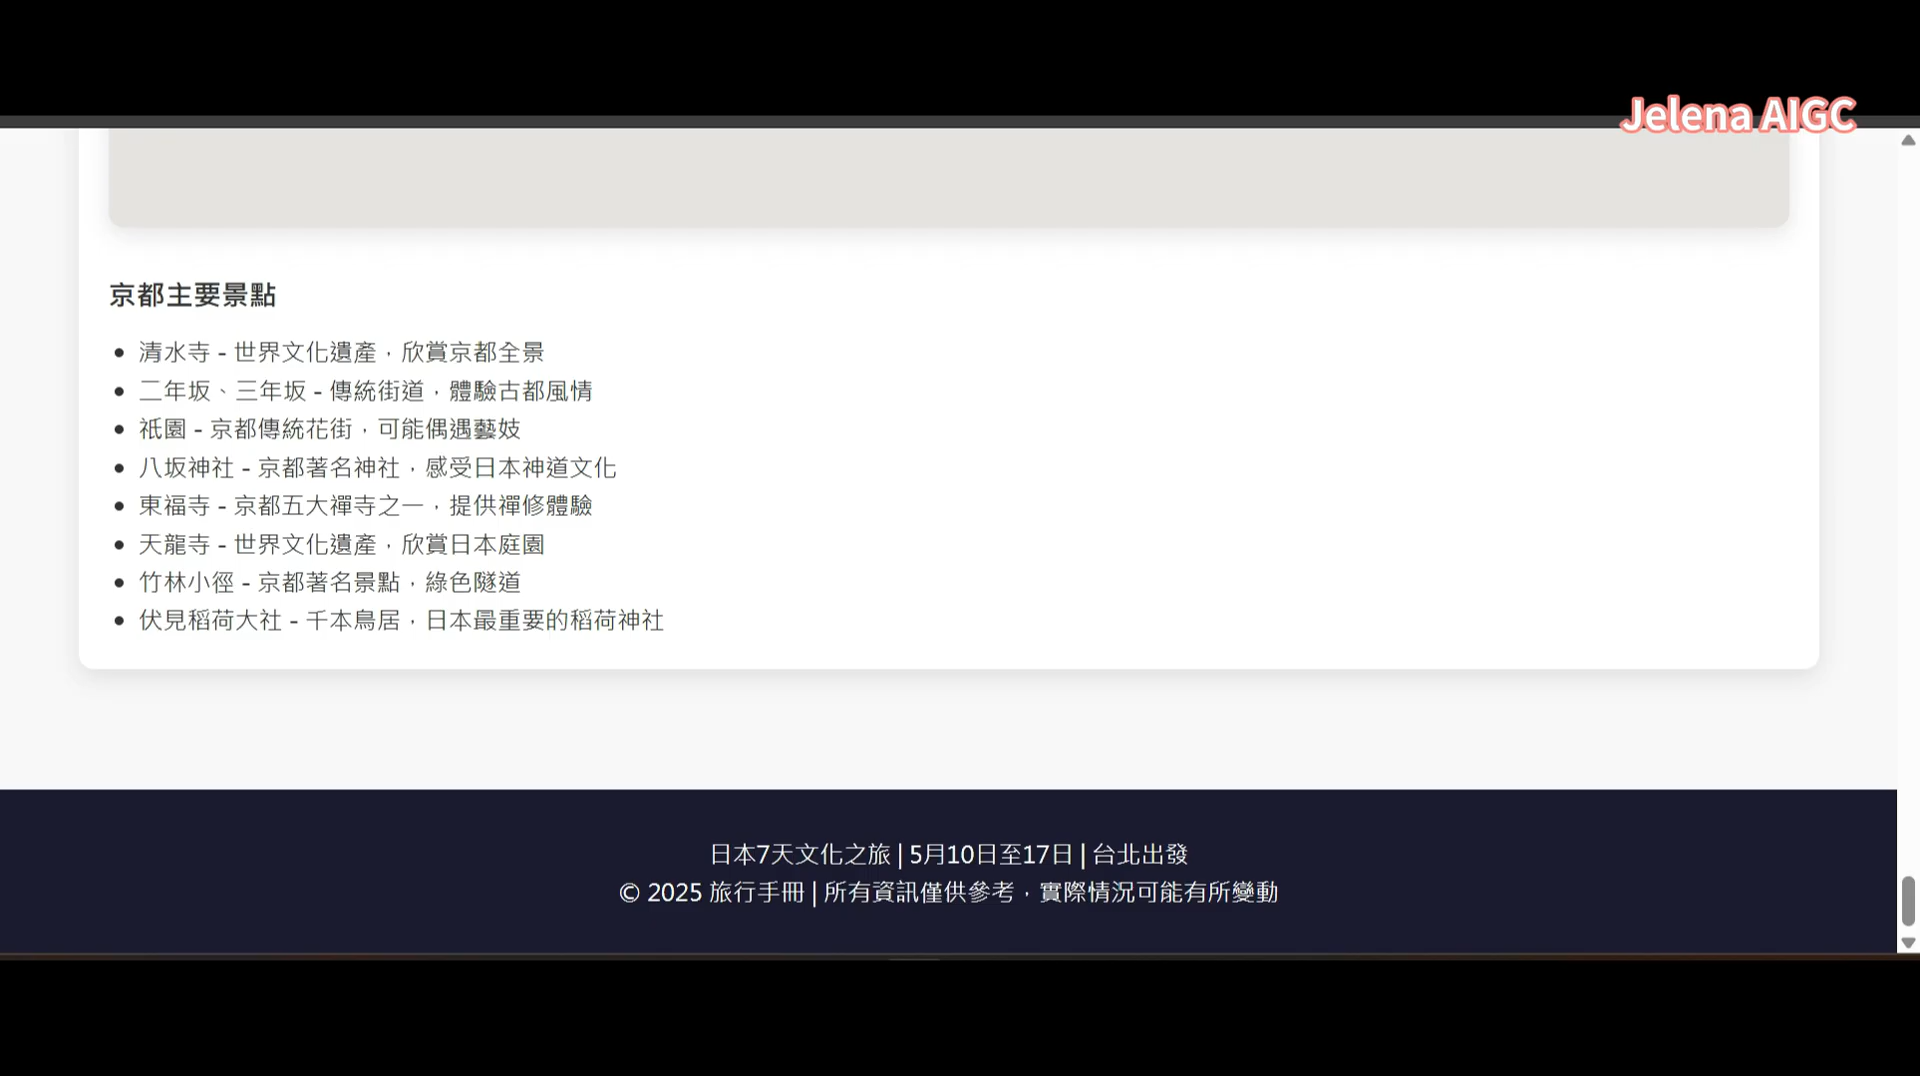 Jelena AIGC
京都主要景點
清水寺 - 世界文化遺產，欣賞京都全景
二年坂、三年坂 - 傳統街道，體驗古都風情
祇園 - 京都傳統花街，可能偶遇藝妓
八坂神社 - 京都著名神社，感受日本神道文化
東福寺 - 京都五大禪寺之一，提供禪修體驗
天龍寺 - 世界文化遺產，欣賞日本庭園
竹林小徑 - 京都著名景點，綠色隧道
伏見稻荷大社 - 千本鳥居，日本最重要的稻荷神社
日本7天文化之旅 | 5月10日至17日 | 台北出發
© 2025 旅行手冊 | 所有資訊僅供參考，實際情況可能有所變動